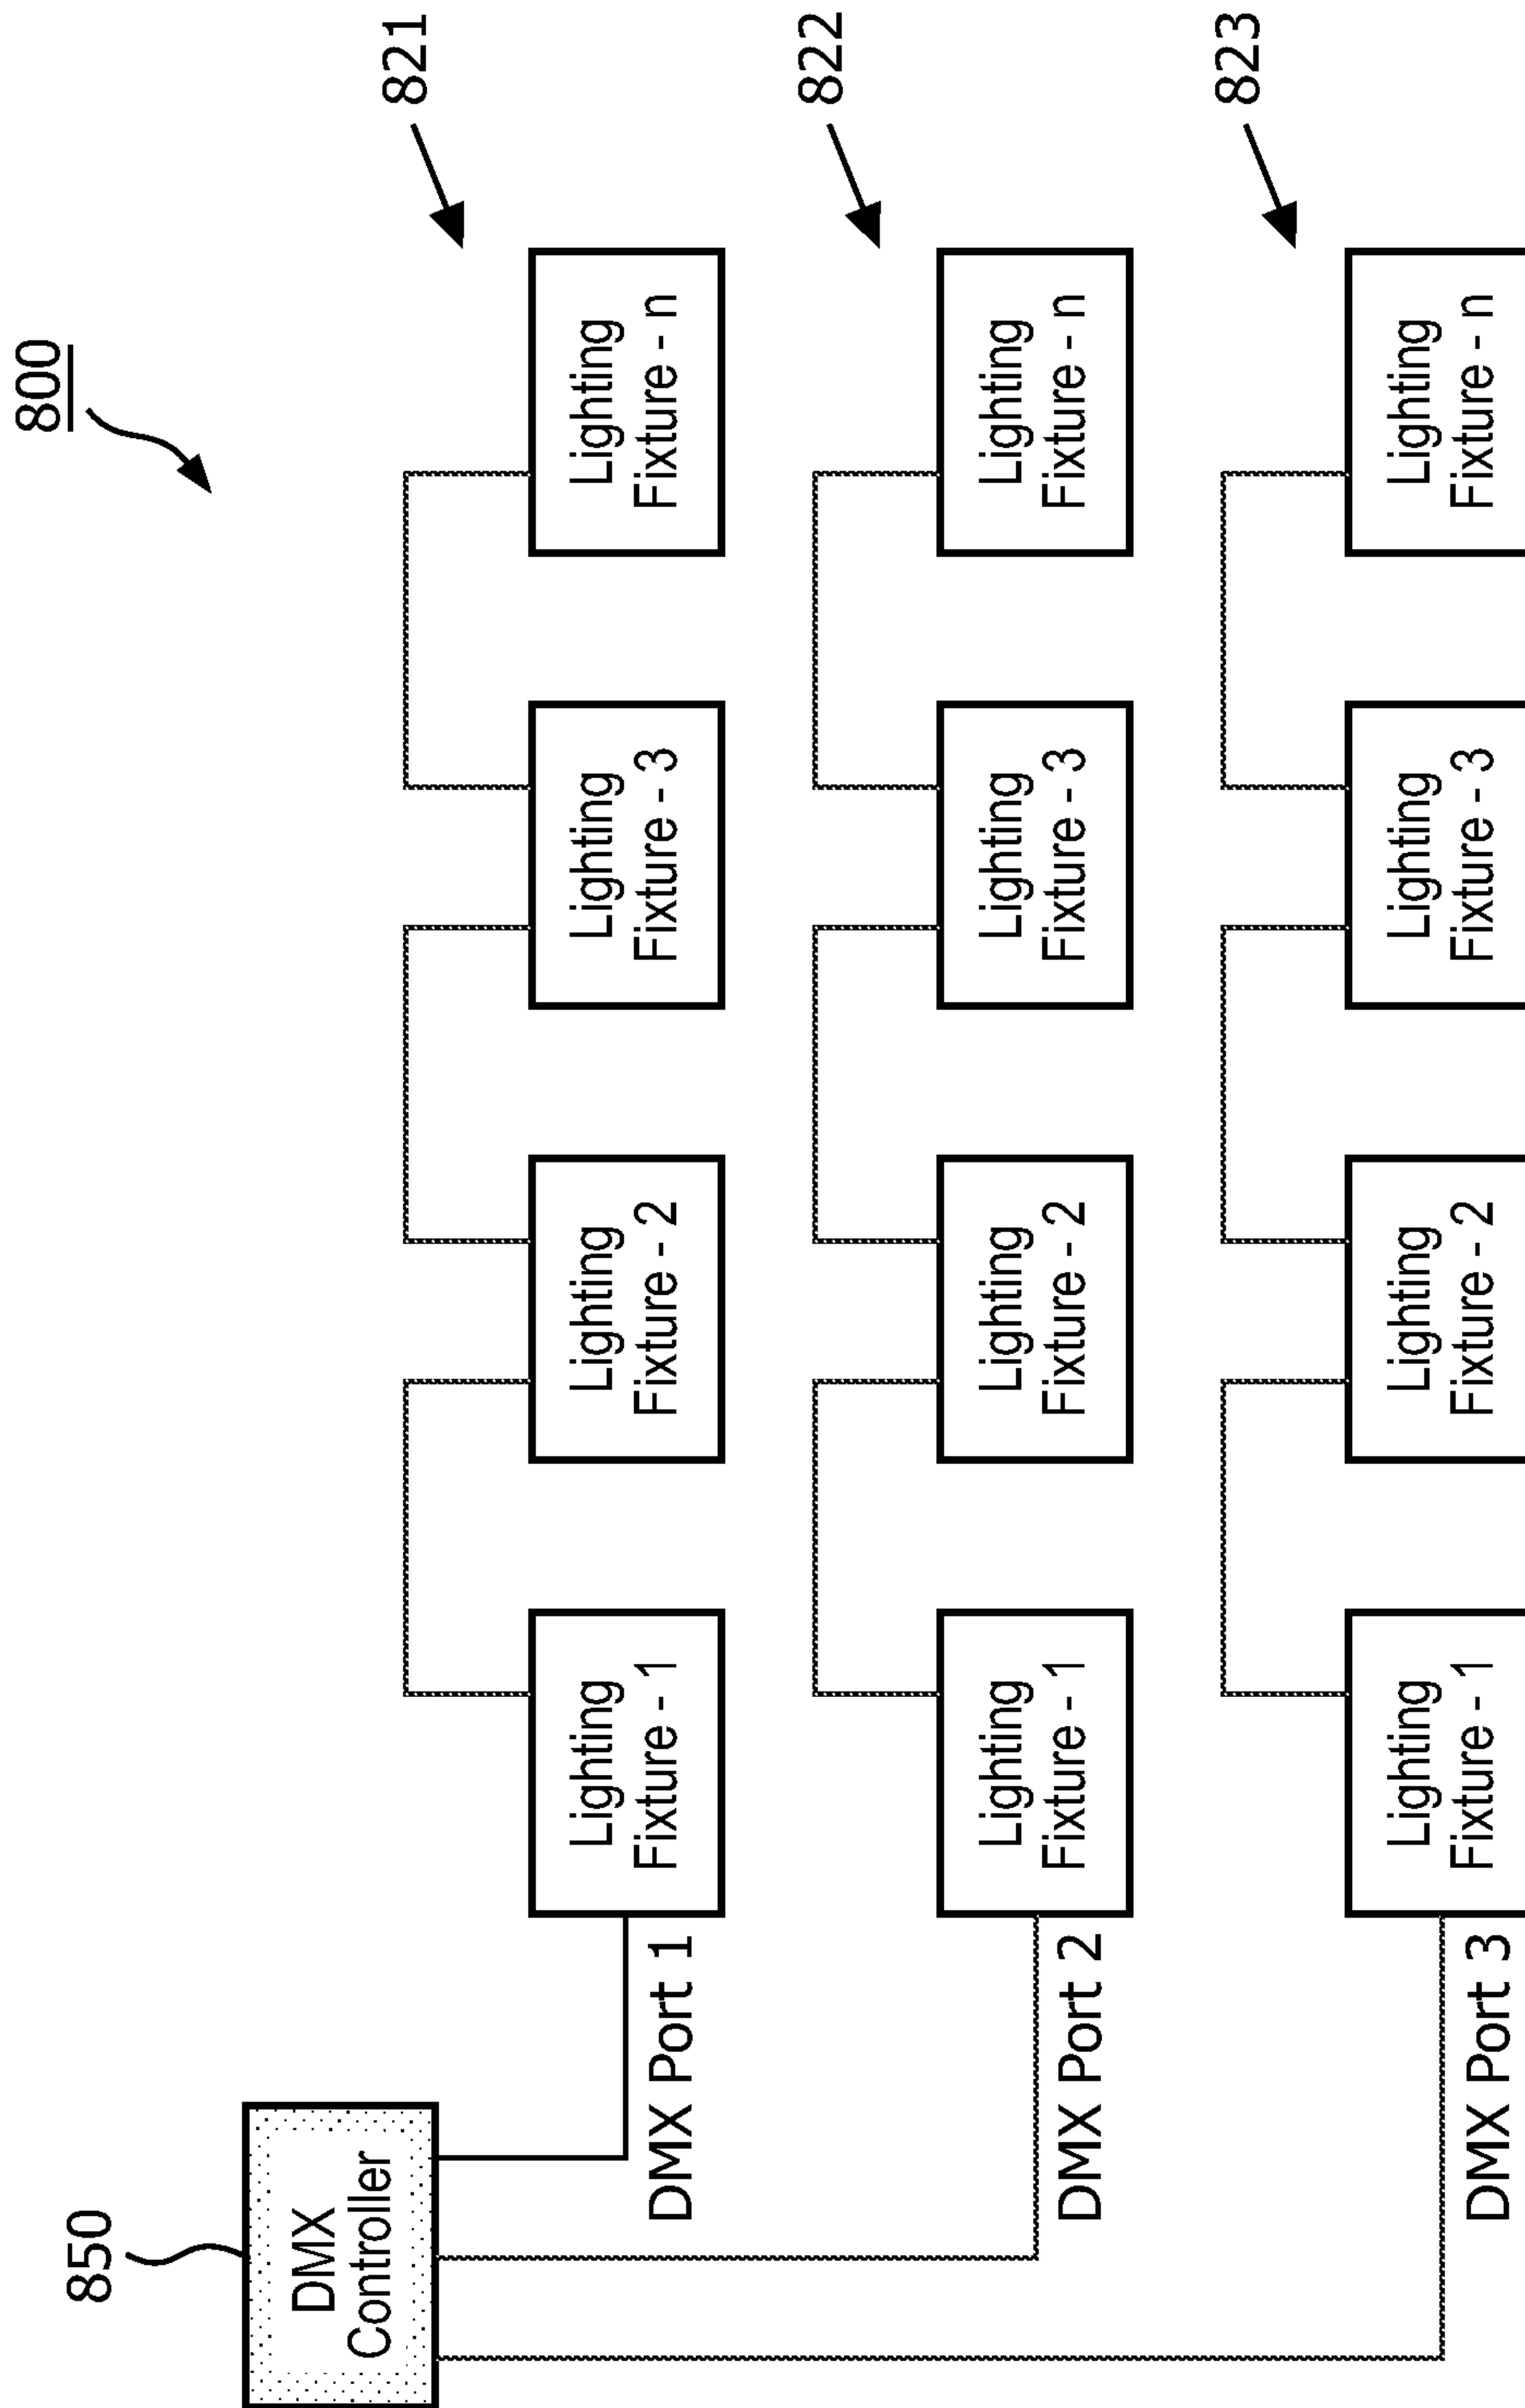 800
850
DMX
Controller
821
DMX Port 1
Lighting
Fixture - 1
Lighting
Fixture - 2
Lighting
Fixture - 3
Lighting
Fixture - n
822
DMX Port 2
Lighting
Fixture - 1
Lighting
Fixture - 2
Lighting
Fixture - 3
Lighting
Fixture - n
823
DMX Port 3
Lighting
Fixture - 1
Lighting
Fixture - 2
Lighting
Fixture - 3
Lighting
Fixture - n